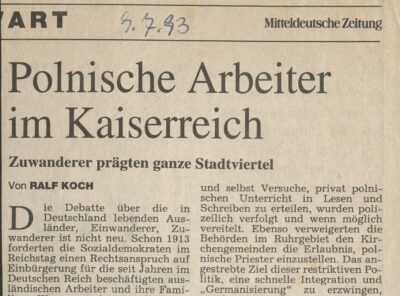 ART
9.7.93
Mitteldeutsche Zeitung
Polnische Arbeiter
im Kaiserreich
Zuwanderer prägten ganze Stadtviertel
Von RALF KOCH
Die Debatte über die in
Deutschland lebenden Aus-
länder, Einwanderer, Zu-
wanderer ist nicht neu. Schon 1913
forderten die Sozialdemokraten im
Reichstag einen Rechtsanspruch auf
Einbürgerung für die seit Jahren im
Deutschen Reich beschäftigten aus-
ländischen Arbeiter und ihre Fami-
und selbst Versuche, privat polni-
schen Unterricht in Lesen und
Schreiben zu erteilen, wurden poli-
zeilich verfolgt und wenn möglich
vereitelt. Ebenso verweigerten die
Behörden im Ruhrgebiet den Kir-
chengemeinden die Erlaubnis, polni-
sche Priester einzustellen. Das an-
gestrebte Ziel dieser restriktiven Po-
litik, eine schnelle Integration und
„Germanisierung" zu erzwingen,